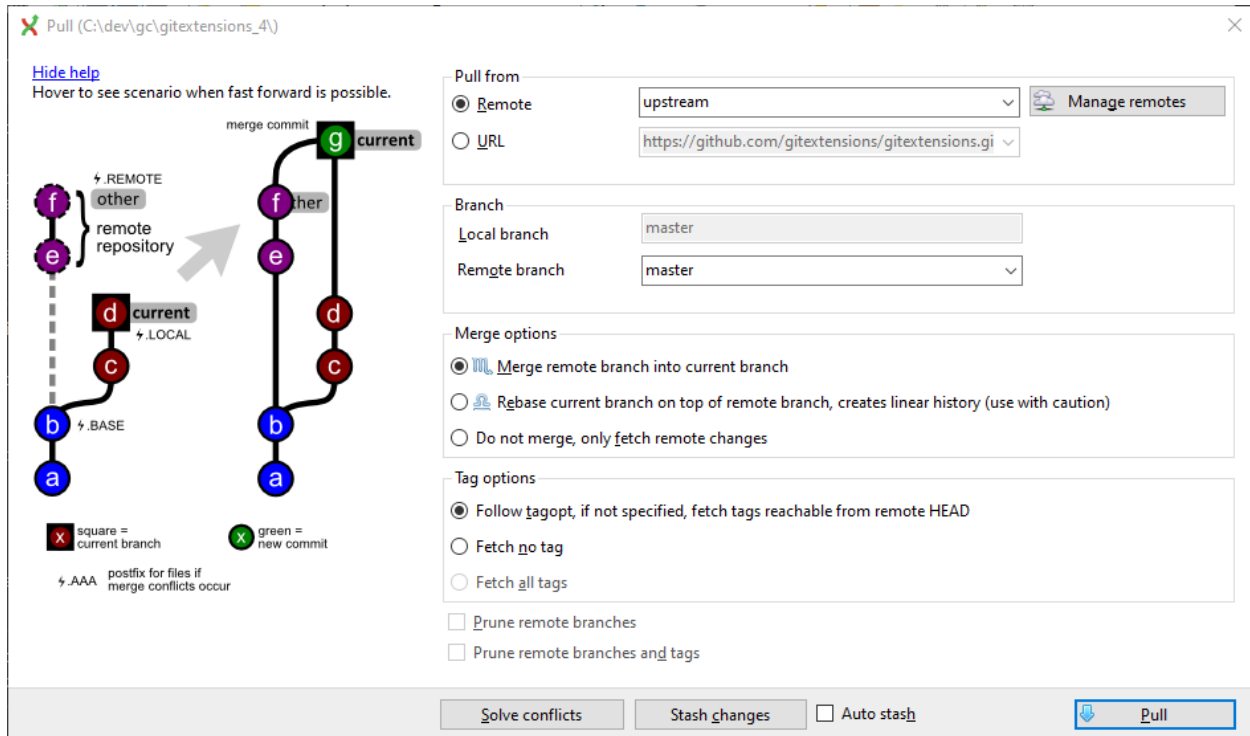 Pull (C:\dev\gc\gitextensions_4\)
Hide help
Hover to see scenario when fast forward is possible.
merge commit
g
current
.REMOTE
f
other
f
ther
remote
repository
e
e
d
current
.LOCAL
d
c
c
b
.BASE
b
a
a
x
square =
current branch
x
green =
new commit
.AAA
postfix for files if
merge conflicts occur
Pull from
Remote
upstream
Manage remotes
URL
https://github.com/gitextensions/gitextensions.gi
Branch
Local branch
master
Remote branch
master
Merge options
Merge remote branch into current branch
Rebase current branch on top of remote branch, creates linear history (use with caution)
Do not merge, only fetch remote changes
Tag options
Follow tagopt, if not specified, fetch tags reachable from remote HEAD
Fetch no tag
Fetch all tags
Prune remote branches
Prune remote branches and tags
Solve conflicts
Stash changes
Auto stash
Pull